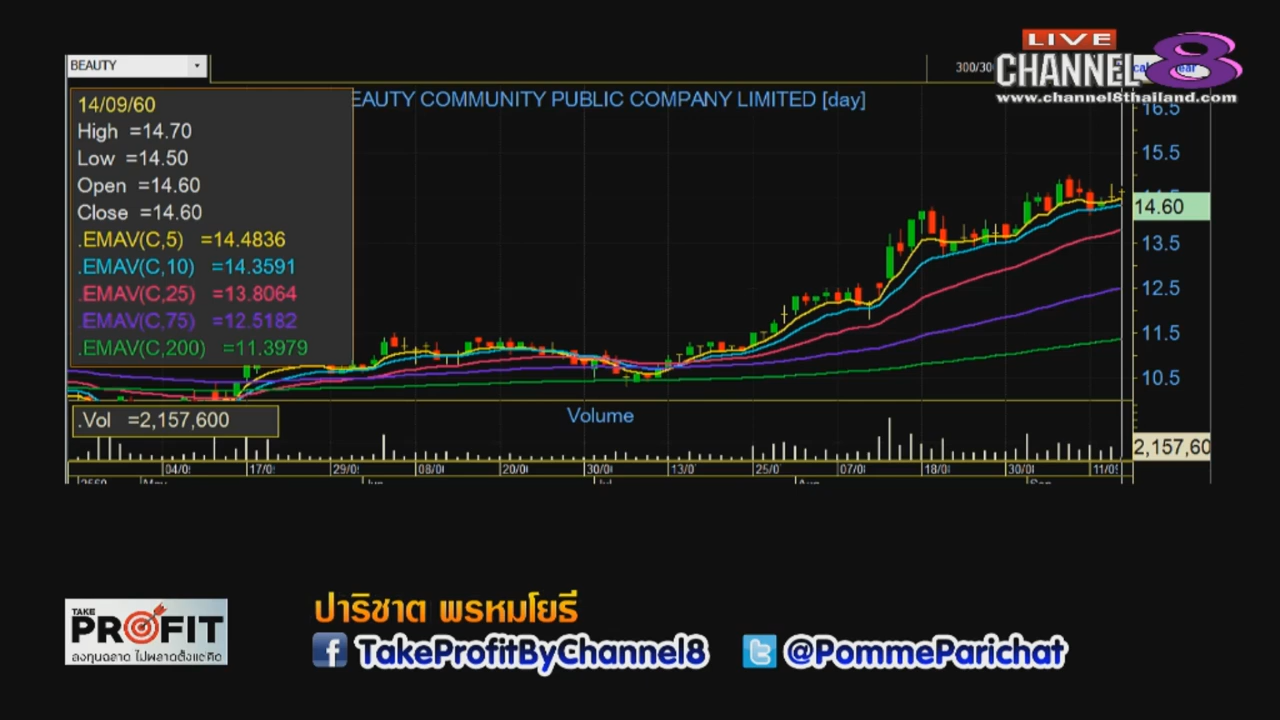 LIVE
CHANNEL 8
www.channel8thailand.com
BEAUTY
300/30
14/09/60
High =14.70
Low =14.50
Open =14.60
Close =14.60
.EMAV(C,5) =14.4836
.EMAV(C,10) =14.3591
.EMAV(C,25) =13.8064
.EMAV(C,75) =12.5182
.EMAV(C,200) =11.3979
EAUTY COMMUNITY PUBLIC COMPANY LIMITED [day]
16.5
15.5
14.60
13.5
12.5
11.5
10.5
.Vol =2,157,600
Volume
2,157,60
04/0 17/0 29/0 08/0 20/0 30/0 13/0 25/0 07/0 18/0 30/0 11/0
TAKE
PROFIT
ลงทุนฉลาด ไม่พลาดตั้งแต่คิด
ปาริชาต พรหมโยธี
TakeProfitByChannel8
@PommeParichat